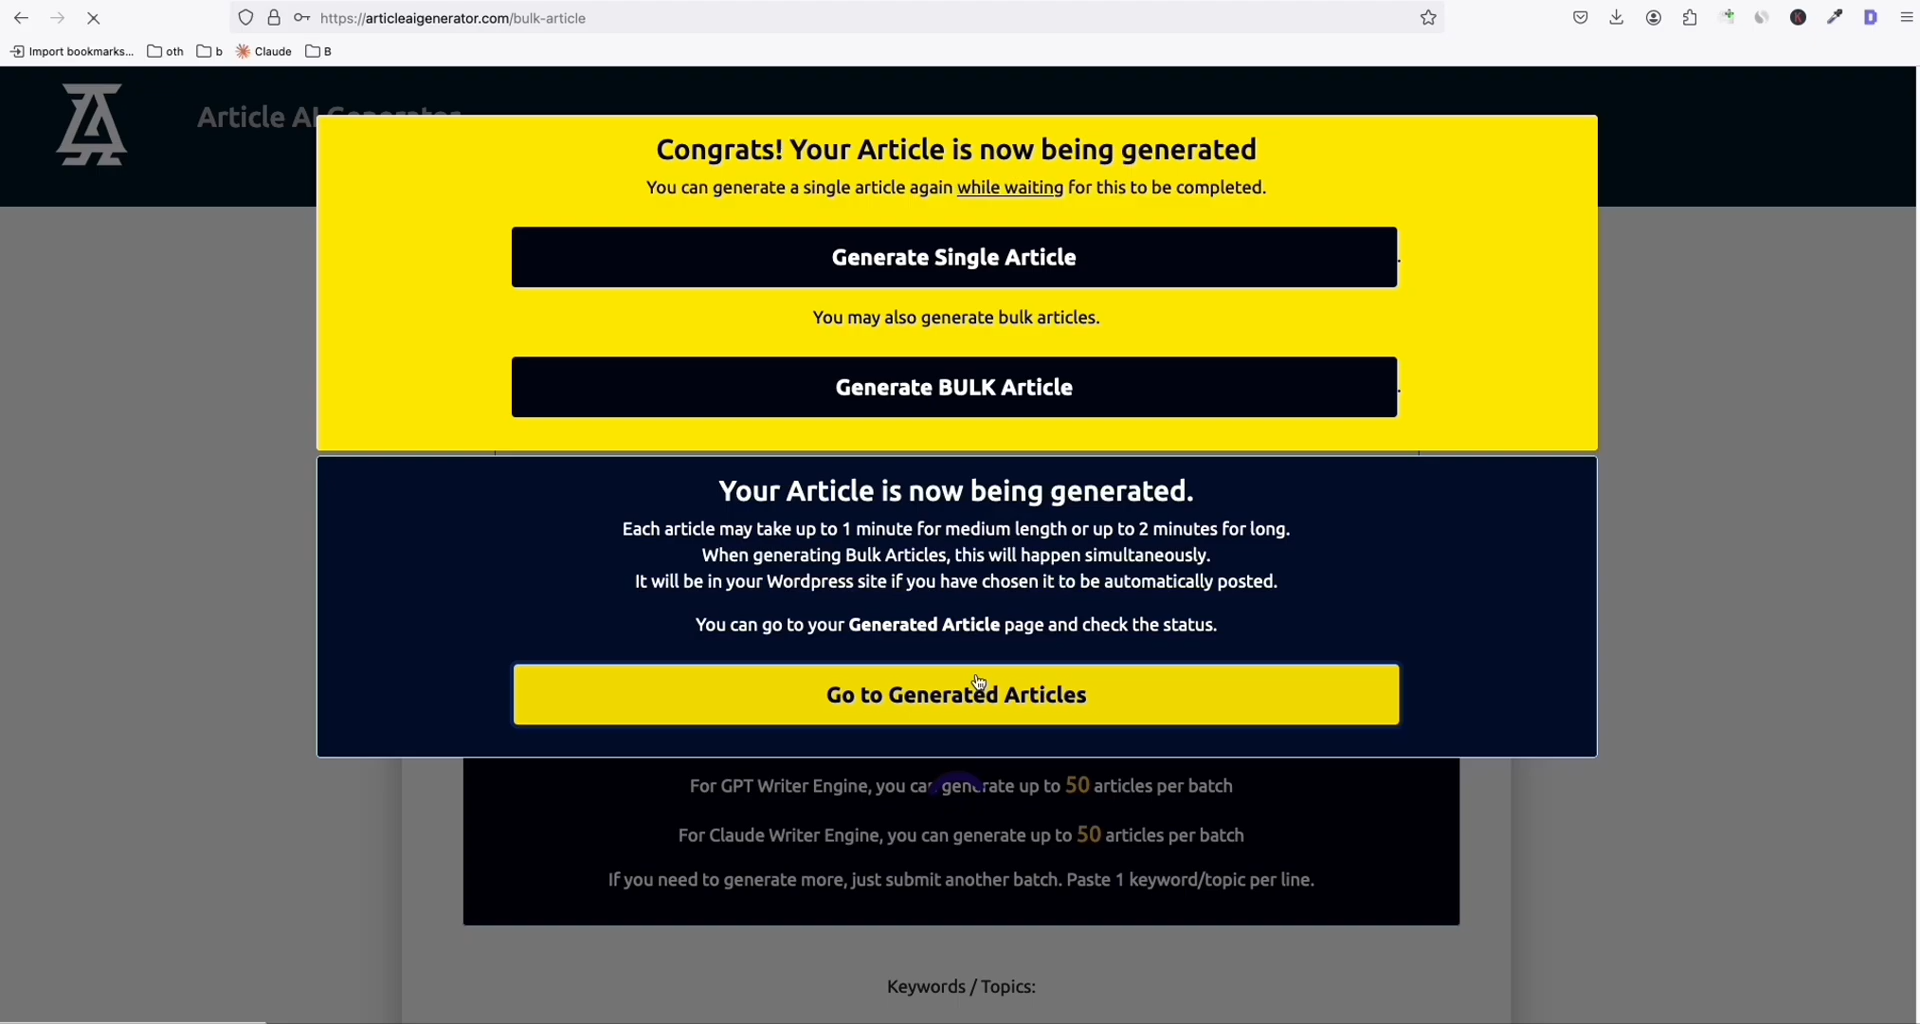 https://articleaigenerator.com/bulk-article
Import bookmarks...
oth
b
Claude
B
Article AI Generator
Congrats! Your Article is now being generated
You can generate a single article again while waiting for this to be completed.
Generate Single Article
.
You may also generate bulk articles.
Generate BULK Article
.
Your Article is now being generated.
Each article may take up to 1 minute for medium length or up to 2 minutes for long.
When generating Bulk Articles, this will happen simultaneously.
It will be in your Wordpress site if you have chosen it to be automatically posted.
You can go to your Generated Article page and check the status.
Go to Generated Articles
For GPT Writer Engine, you can generate up to 50 articles per batch
For Claude Writer Engine, you can generate up to 50 articles per batch
If you need to generate more, just submit another batch. Paste 1 keyword/topic per line.
Keywords / Topics: